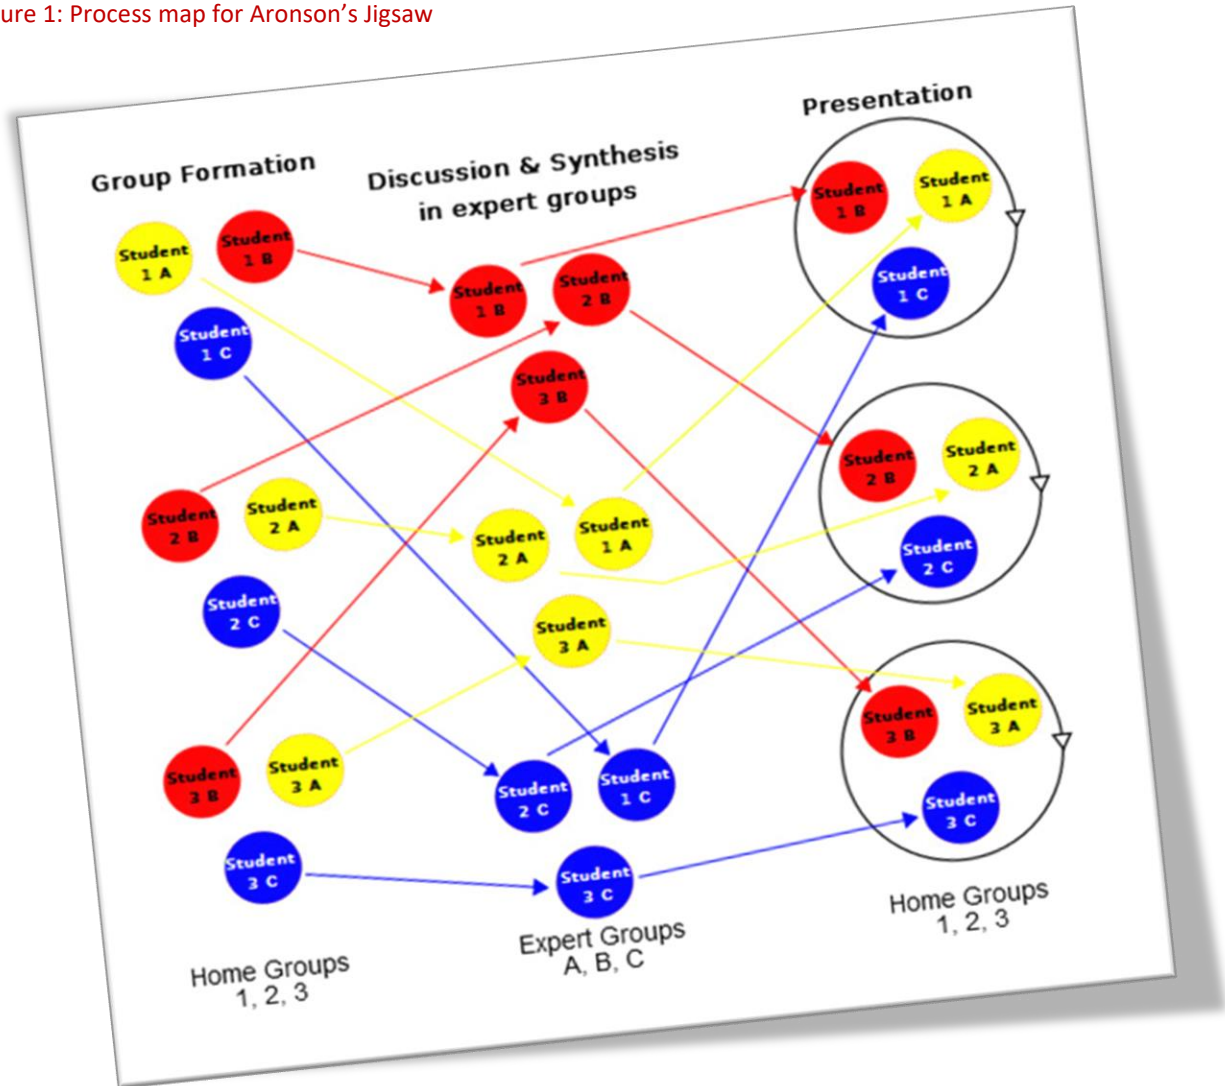 ure 1: Process map for Aronson’s Jigsaw
Group Formation
Student
1 A
Student
1 B
Student
1 C
Student
2 B
Student
2 A
Student
2 C
Student
3 B
Student
3 A
Student
3 C
Home Groups
1, 2, 3
Discussion & Synthesis
in expert groups
Student
1 B
Student
2 B
Student
3 B
Student
2 A
Student
1 A
Student
3 A
Student
2 C
Student
1 C
Student
3 C
Expert Groups
A, B, C
Presentation
Student
1 B
Student
1 A
Student
1 C
Student
2 B
Student
2 A
Student
2 C
Student
3 B
Student
3 A
Student
3 C
Home Groups
1, 2, 3